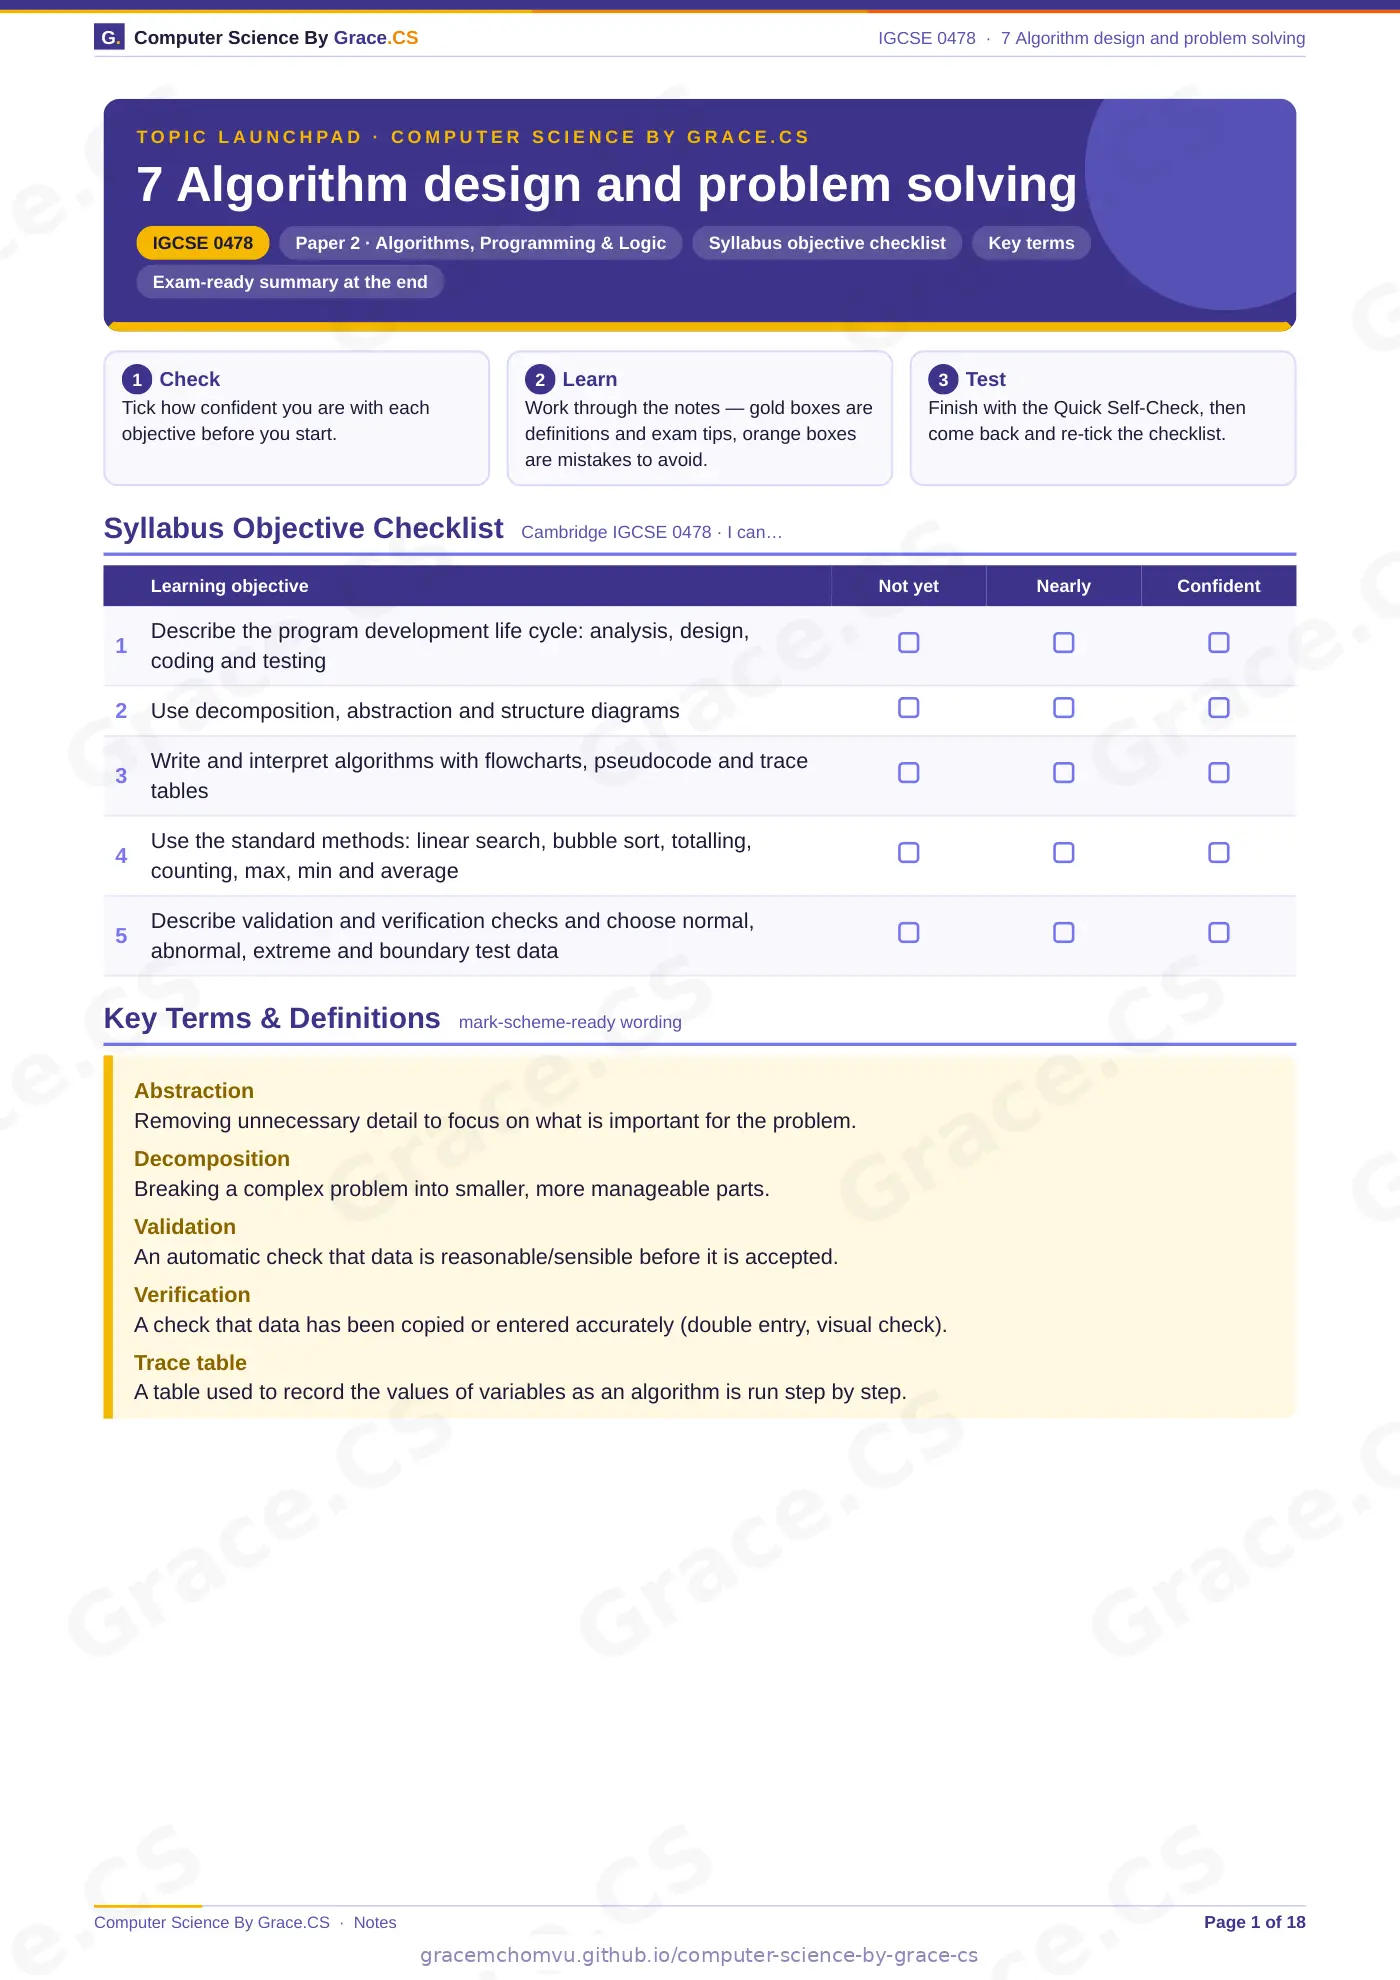 G. Computer Science By Grace.CS
IGCSE 0478 · 7 Algorithm design and problem solving
TOPIC LAUNCHPAD · COMPUTER SCIENCE BY GRACE.CS
7 Algorithm design and problem solving
IGCSE 0478
Paper 2 · Algorithms, Programming & Logic
Syllabus objective checklist
Key terms
Exam-ready summary at the end
1 Check
Tick how confident you are with each
objective before you start.
2 Learn
Work through the notes — gold boxes are
definitions and exam tips, orange boxes
are mistakes to avoid.
3 Test
Finish with the Quick Self-Check, then
come back and re-tick the checklist.
Syllabus Objective Checklist Cambridge IGCSE 0478 · I can…
Learning objective Not yet Nearly Confident
1 Describe the program development life cycle: analysis, design,
coding and testing
2 Use decomposition, abstraction and structure diagrams
3 Write and interpret algorithms with flowcharts, pseudocode and trace
tables
4 Use the standard methods: linear search, bubble sort, totalling,
counting, max, min and average
5 Describe validation and verification checks and choose normal,
abnormal, extreme and boundary test data
Key Terms & Definitions mark-scheme-ready wording
Abstraction
Removing unnecessary detail to focus on what is important for the problem.
Decomposition
Breaking a complex problem into smaller, more manageable parts.
Validation
An automatic check that data is reasonable/sensible before it is accepted.
Verification
A check that data has been copied or entered accurately (double entry, visual check).
Trace table
A table used to record the values of variables as an algorithm is run step by step.
Computer Science By Grace.CS · Notes
Page 1 of 18
gracemchomvu.github.io/computer-science-by-grace-cs